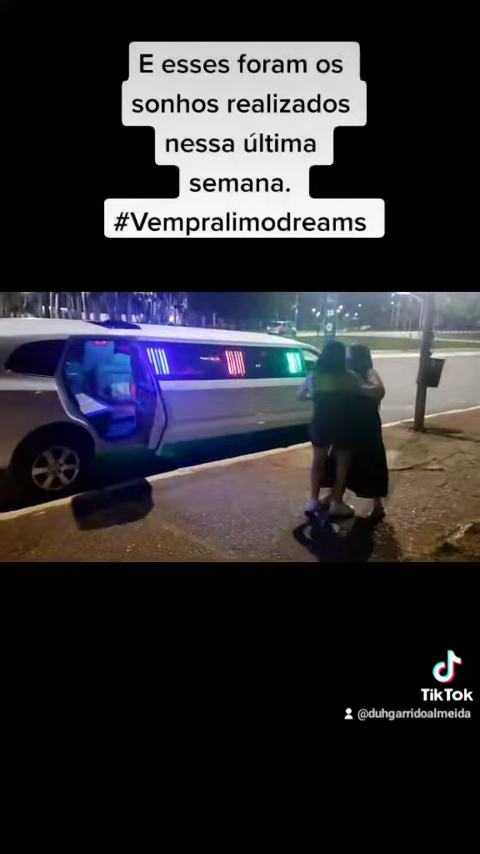 E esses foram os
sonhos realizados
nessa última
semana.
#Vempralimodreams
TikTok
@duhgarridoalmeida